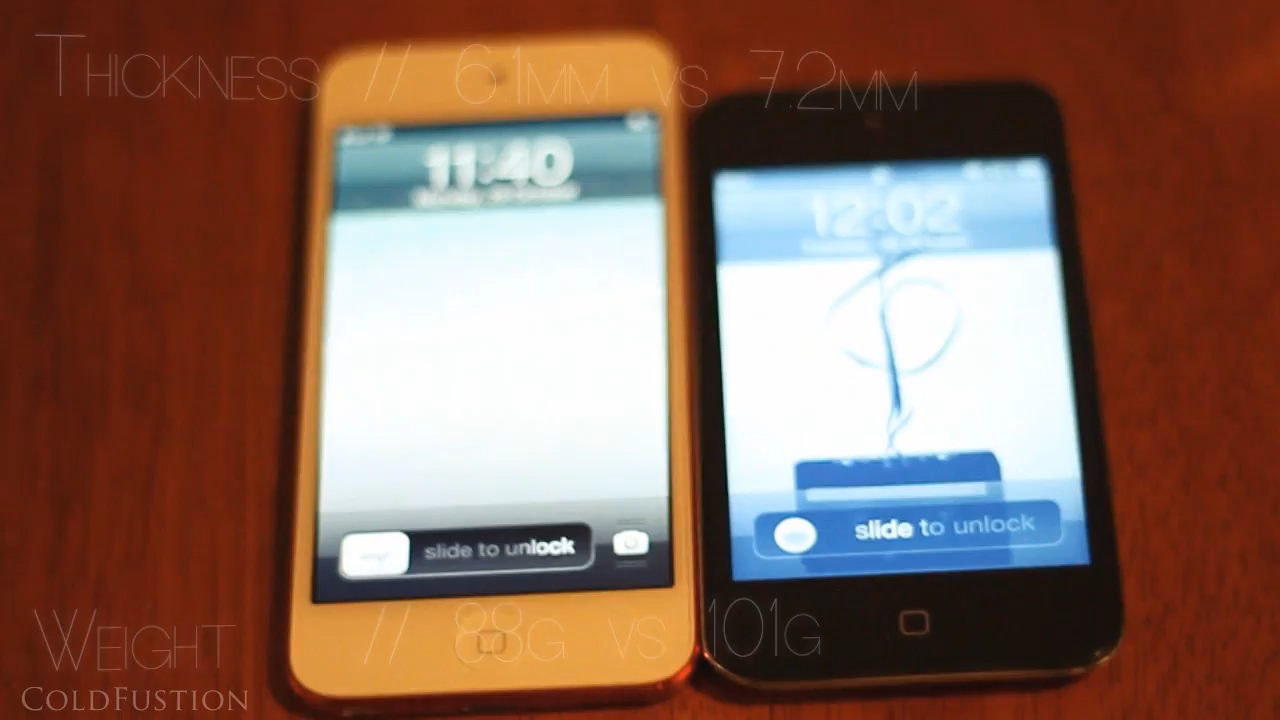 Thickness // 6.1mm vs 7.2mm
11:40
12:02
slide to unlock
slide to unlock
Weight // 88g vs 101g
ColdFustion